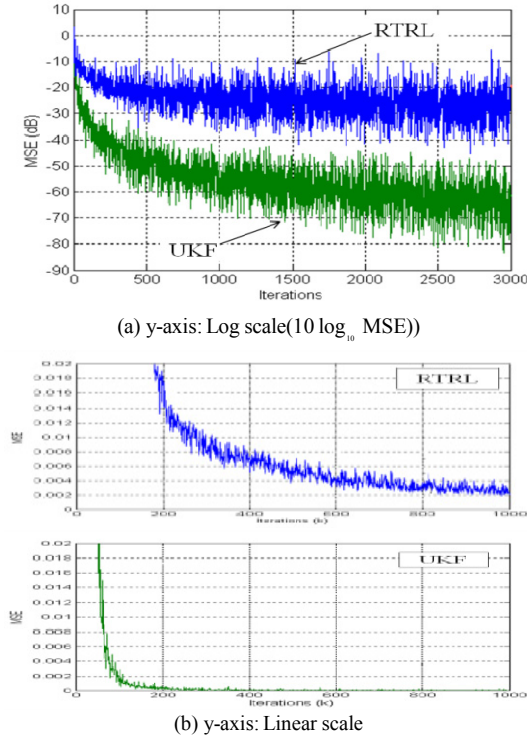 10
0
RTRL
-10
-20
-30
-40
-50
-60
-70
UKF
-80
-90
0 500 1000 1500 2000 2500 3000
MSE (dB)
Iterations
(a) y-axis: Log scale(10 log₁₀ MSE))
0.02
0.018
0.016
0.014
0.012
0.01
0.008
0.006
0.004
0.002
0
RTRL
MSE
0 200 400 600 800 1000
Iterations (k)
0.02
0.018
0.016
0.014
0.012
0.01
0.008
0.006
0.004
0.002
0
UKF
MSE
0 200 400 600 800 1000
Iterations (k)
(b) y-axis: Linear scale